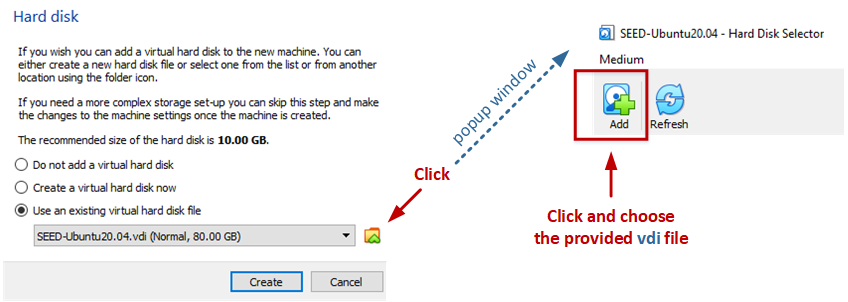 Hard disk
If you wish you can add a virtual hard disk to the new machine. You can
either create a new hard disk file or select one from the list or from another
location using the folder icon.
If you need a more complex storage set-up you can skip this step and make
the changes to the machine settings once the machine is created.
The recommended size of the hard disk is 10.00 GB.
Do not add a virtual hard disk
Create a virtual hard disk now
Use an existing virtual hard disk file
SEED-Ubuntu20.04.vdi (Normal, 80.00 GB)
Create
Cancel
Click
popup window
SEED-Ubuntu20.04 - Hard Disk Selector
Medium
Add
Refresh
Click and choose
the provided vdi file